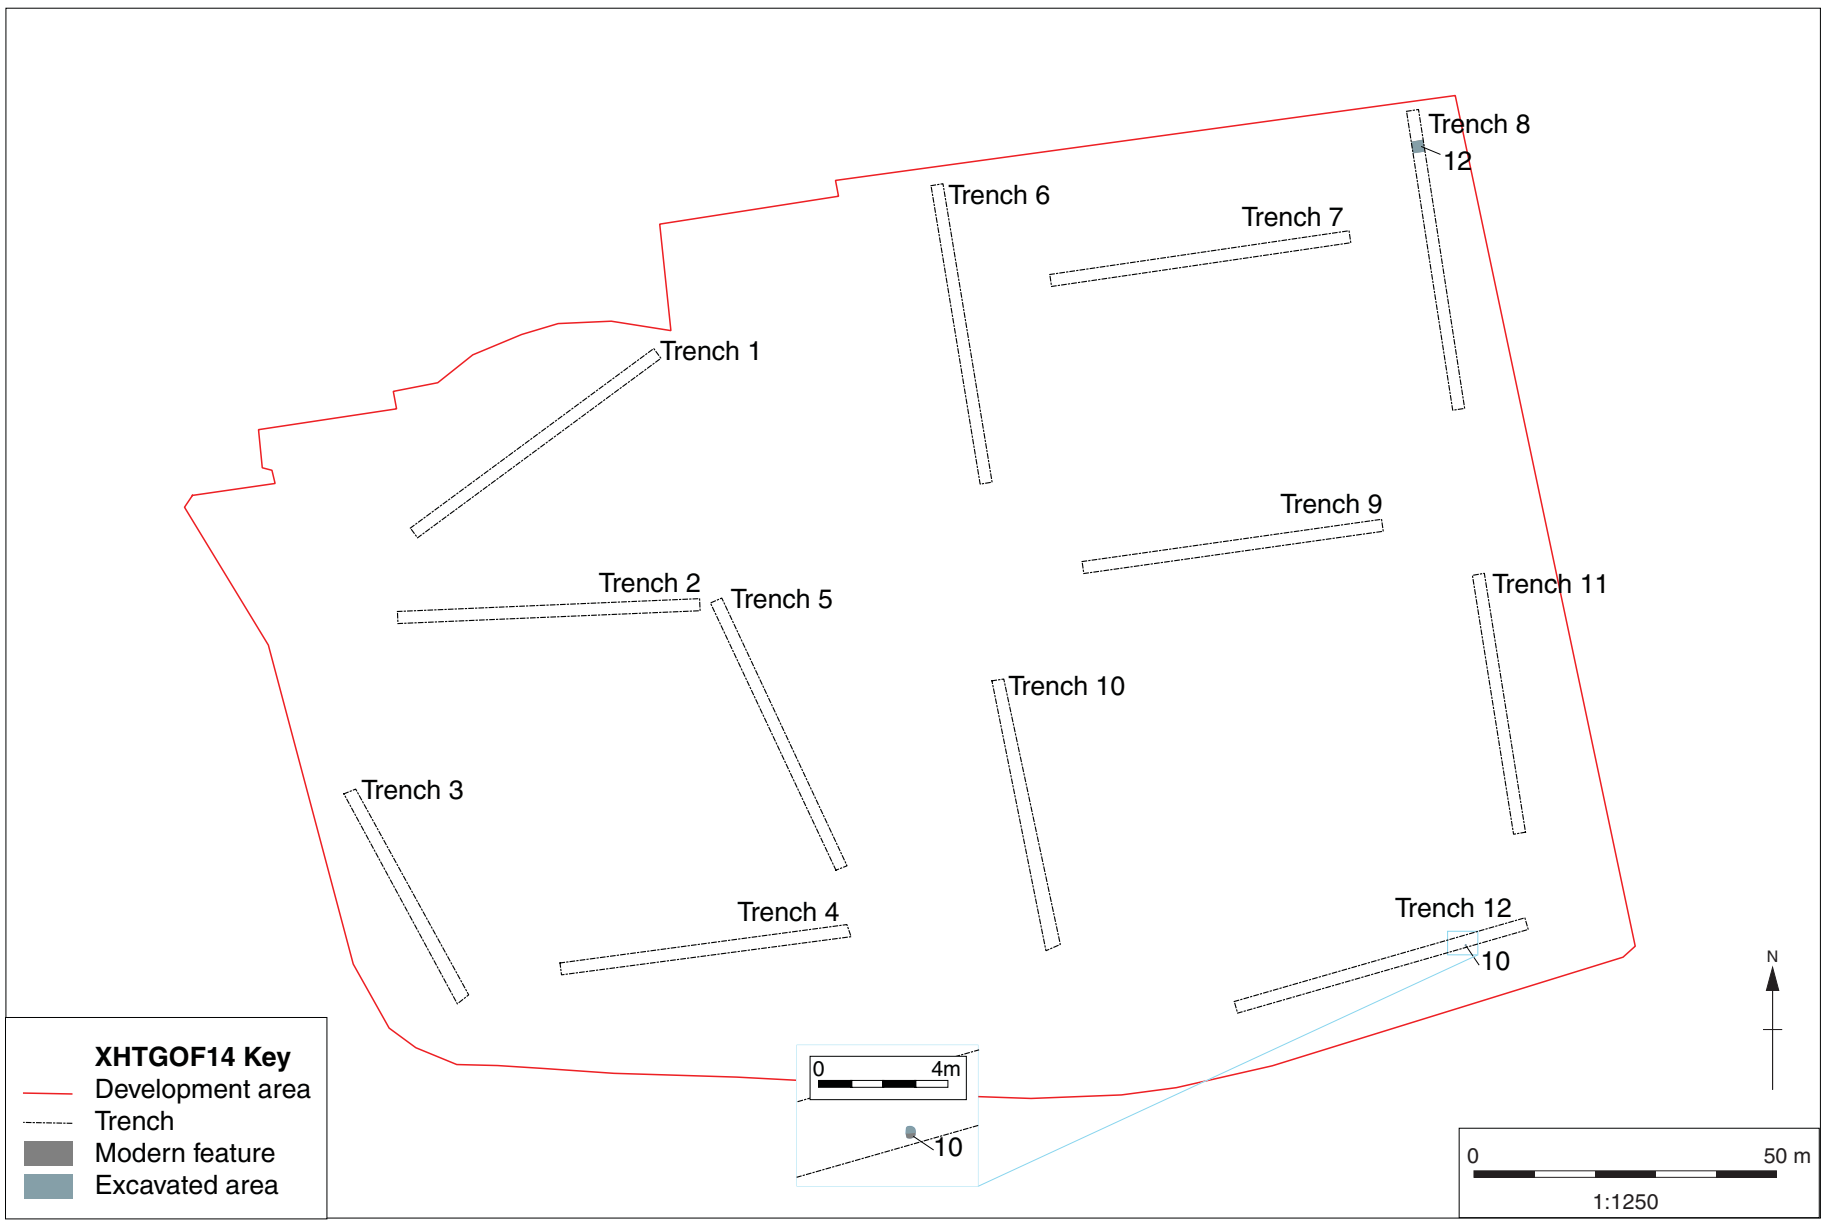 Trench 8
12
Trench 6
Trench 7
Trench 1
Trench 9
Trench 2
Trench 5
Trench 11
Trench 10
Trench 3
Trench 4
Trench 12
10
N
0 4m
10
XHTGOF14 Key
Development area
Trench
Modern feature
Excavated area
0 50 m
1:1250